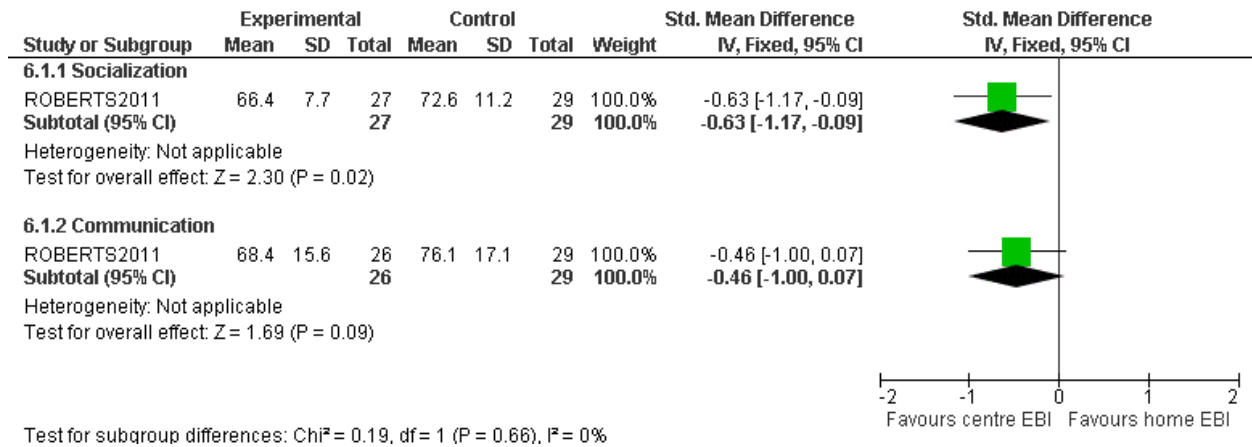 Experimental Control Std. Mean Difference Std. Mean Difference
Study or Subgroup Mean SD Total Mean SD Total Weight IV, Fixed, 95% CI IV, Fixed, 95% CI
6.1.1 Socialization
ROBERTS2011 66.4 7.7 27 72.6 11.2 29 100.0% -0.63 [-1.17, -0.09]
Subtotal (95% CI) 27 29 100.0% -0.63 [-1.17, -0.09]
Heterogeneity: Not applicable
Test for overall effect: Z = 2.30 (P = 0.02)
6.1.2 Communication
ROBERTS2011 68.4 15.6 26 76.1 17.1 29 100.0% -0.46 [-1.00, 0.07]
Subtotal (95% CI) 26 29 100.0% -0.46 [-1.00, 0.07]
Heterogeneity: Not applicable
Test for overall effect: Z = 1.69 (P = 0.09)
-2 -1 0 1 2
Favours centre EBI Favours home EBI
Test for subgroup differences: Chi² = 0.19, df = 1 (P = 0.66), I² = 0%